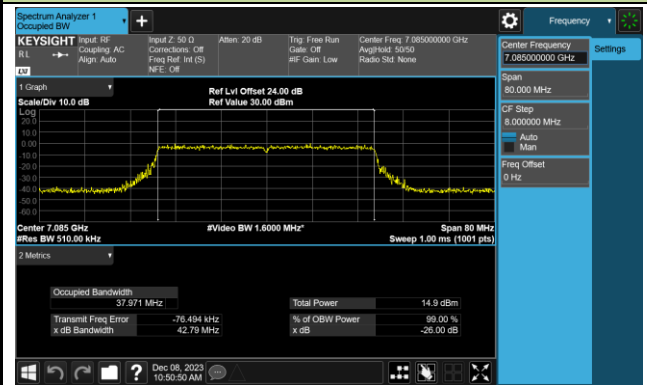 Spectrum Analyzer 1
Occupied BW
Frequency
KEYSIGHT
Input: RF
Coupling: AC
Align: Auto
RL
LXI
Input Z: 50 Ω
Corrections: Off
Freq Ref: Int (S)
NFE: Off
Atten: 20 dB
Trig: Free Run
Gate: Off
#IF Gain: Low
Center Freq: 7.085000000 GHz
Avg|Hold: 50/50
Radio Std: None
Center Frequency
7.085000000 GHz
Settings
Span
80.000 MHz
CF Step
8.000000 MHz
Auto
Man
Freq Offset
0 Hz
1 Graph
Scale/Div 10.0 dB
Ref Lvl Offset 24.00 dB
Ref Value 30.00 dBm
Log
20.0
10.0
0.00
-10.0
-20.0
-30.0
-40.0
-50.0
-60.0
Center 7.085 GHz
#Res BW 510.00 kHz
#Video BW 1.6000 MHz*
Span 80 MHz
Sweep 1.00 ms (1001 pts)
2 Metrics
Occupied Bandwidth
37.971 MHz
Transmit Freq Error -76.494 kHz
x dB Bandwidth 42.79 MHz
Total Power 14.9 dBm
% of OBW Power 99.00 %
x dB -26.00 dB
?
Dec 08, 2023
10:50:50 AM